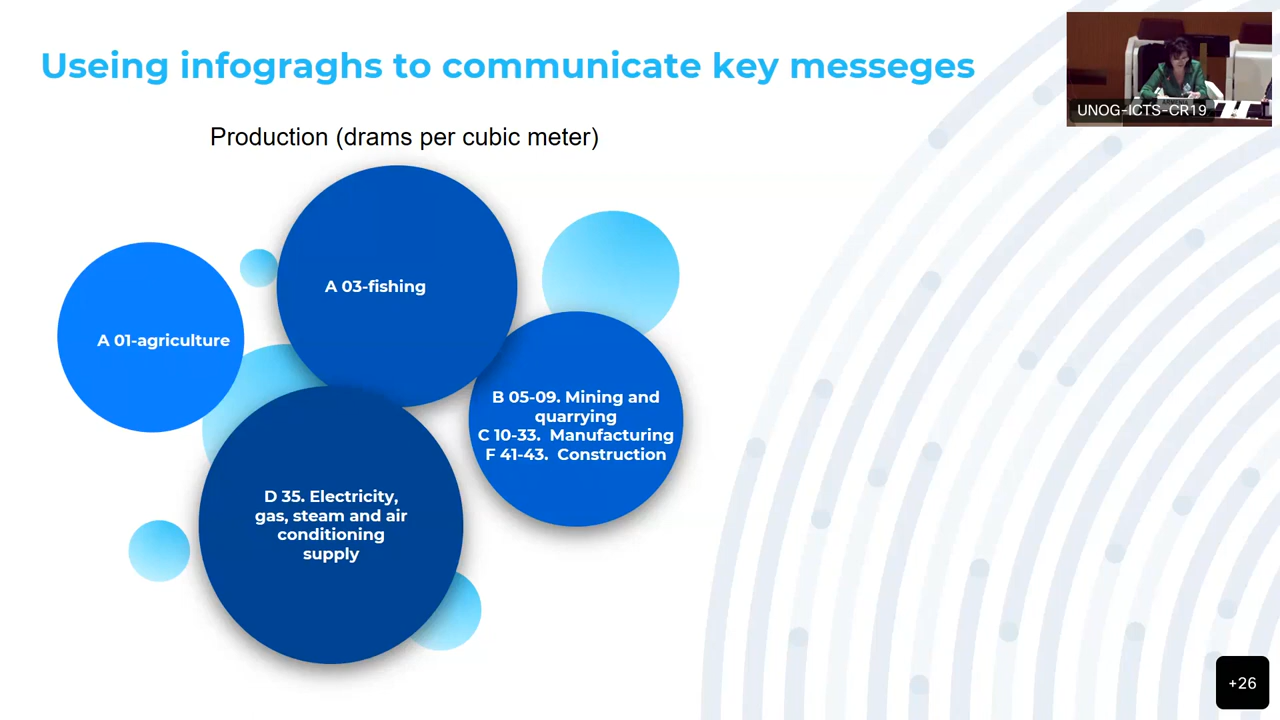 Useing infograghs to communicate key messeges
UNOG-ICTS-CR19
Production (drams per cubic meter)
A 03-fishing
A 01-agriculture
B 05-09. Mining and
quarrying
C 10-33. Manufacturing
F 41-43. Construction
D 35. Electricity,
gas, steam and air
conditioning
supply
+26